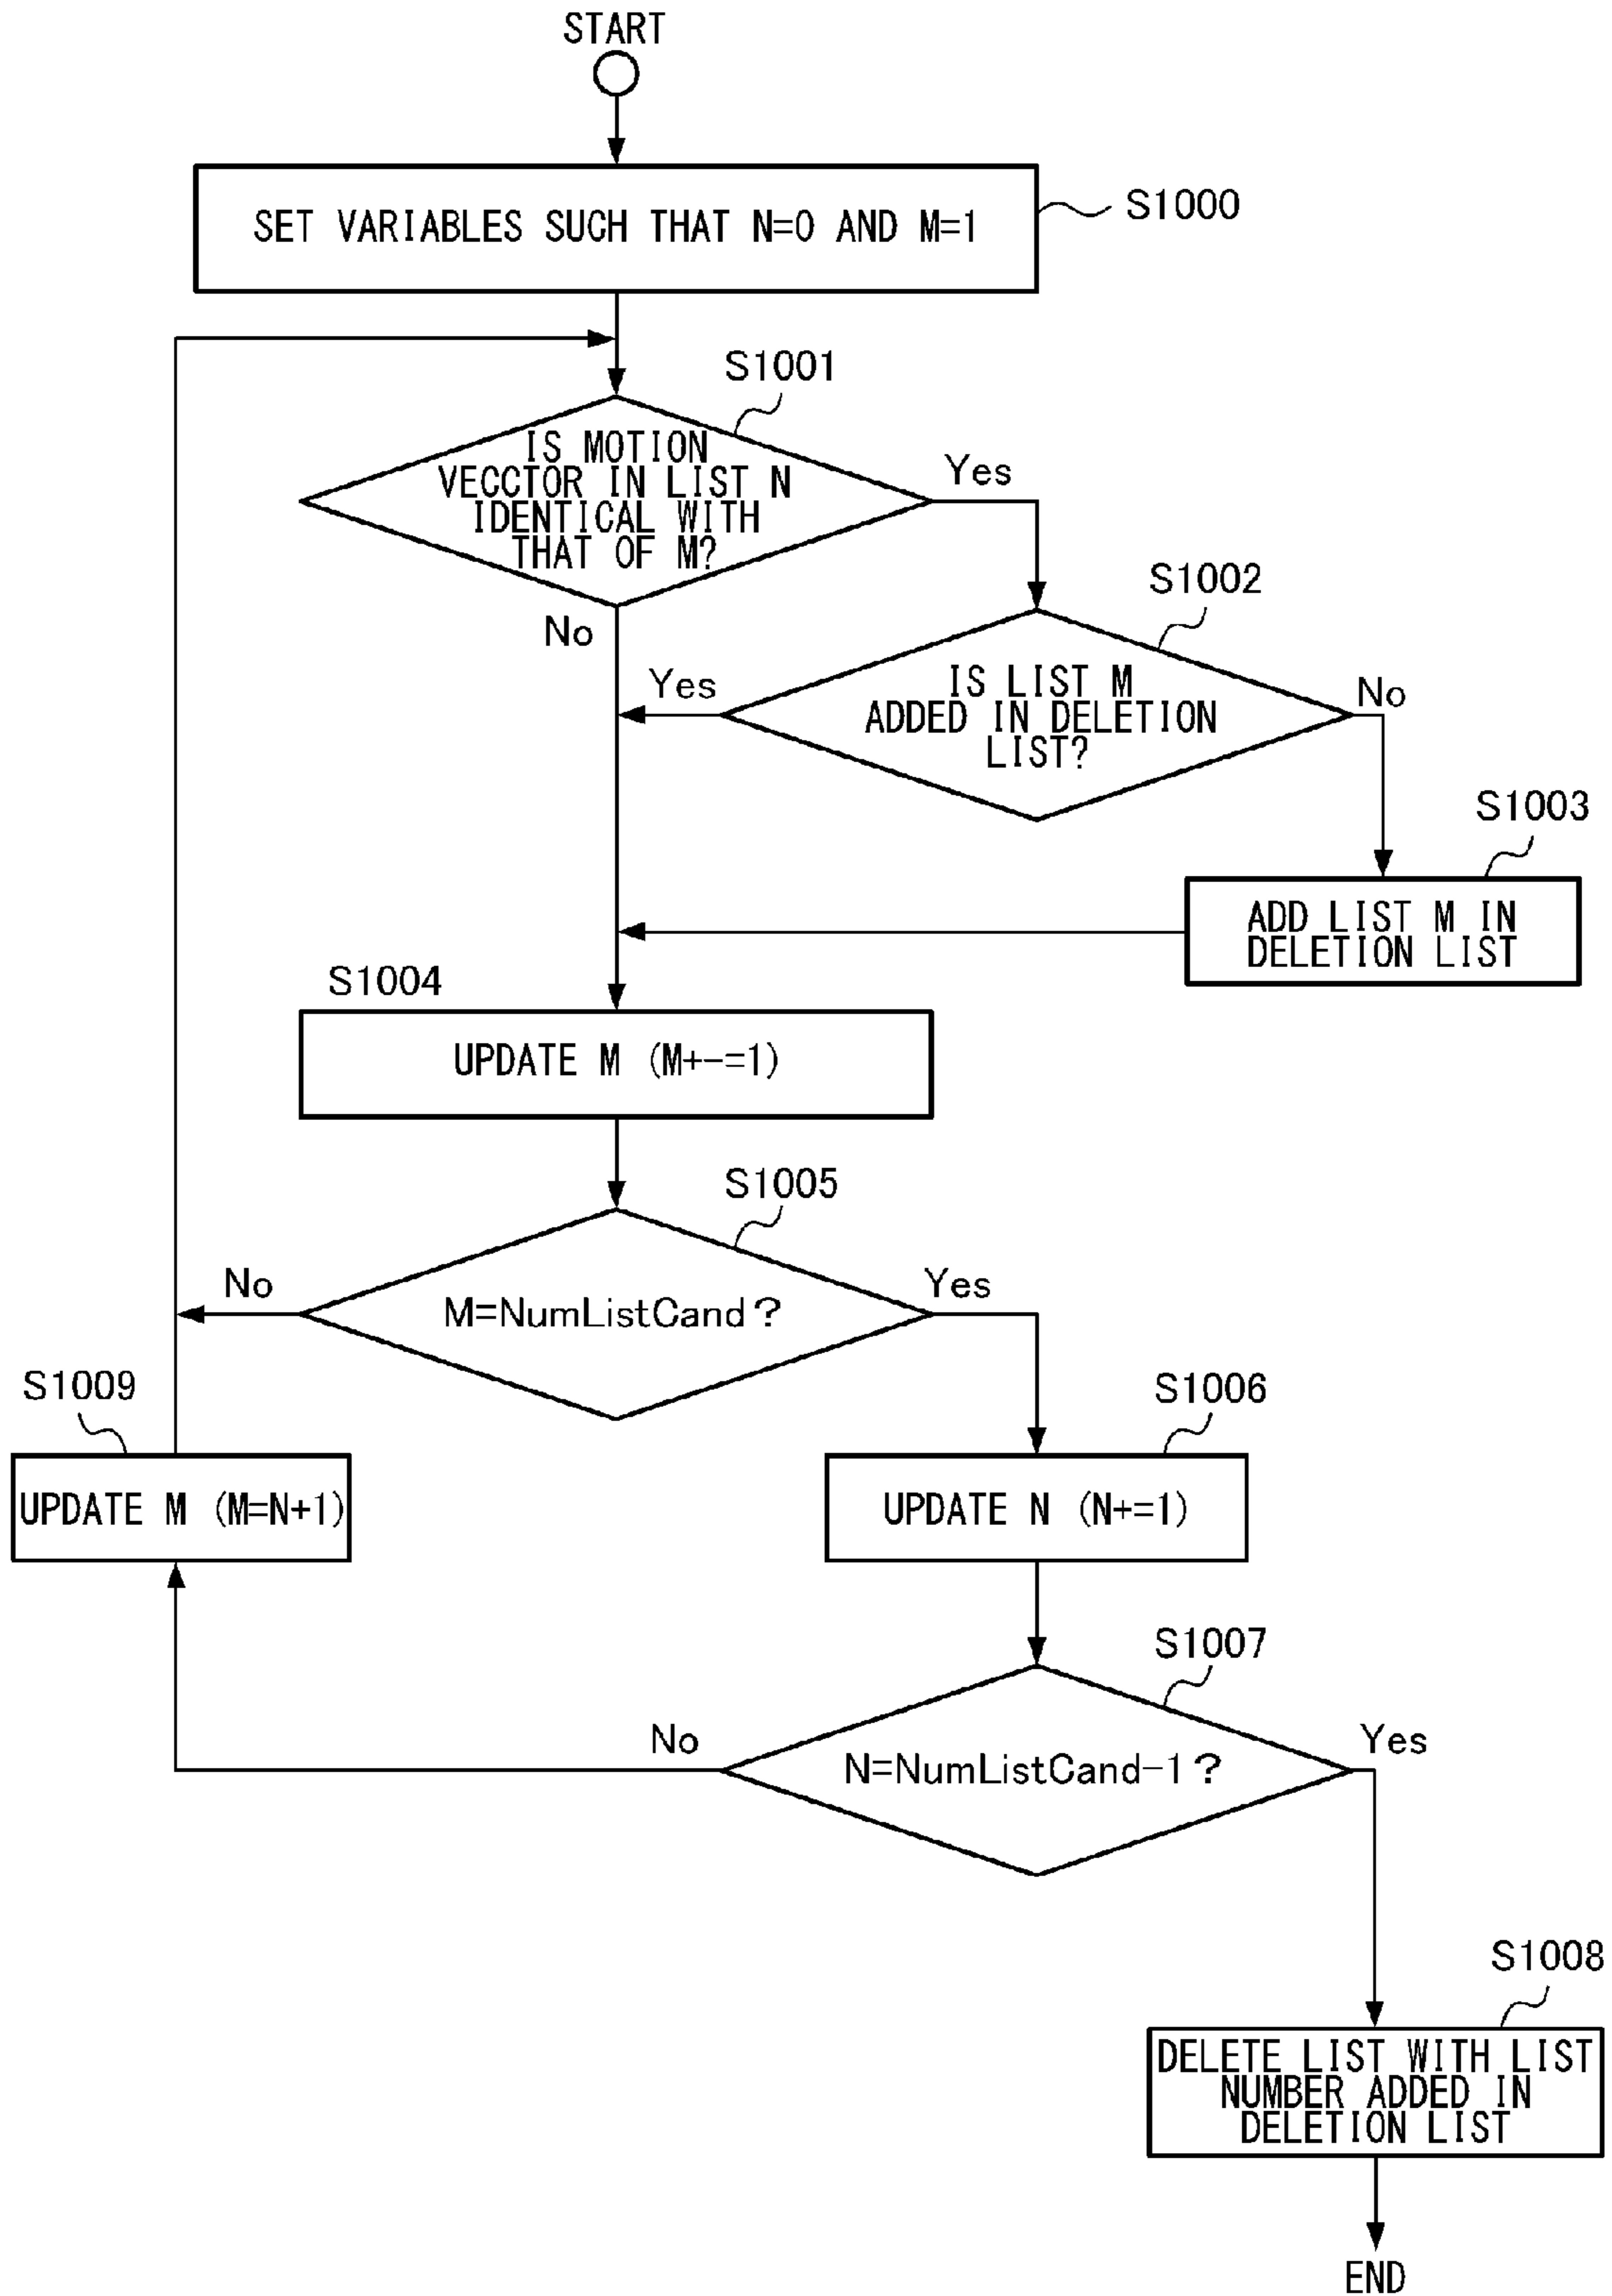 START
SET VARIABLES SUCH THAT N=0 AND M=1
S1000
S1001
IS MOTION
VECCTOR IN LIST N
IDENTICAL WITH
THAT OF M?
Yes
No
S1002
IS LIST M
ADDED IN DELETION
LIST?
Yes
No
S1003
ADD LIST M IN
DELETION LIST
S1004
UPDATE M (M+-=1)
S1005
M=NumListCand?
No
Yes
S1009
UPDATE M (M=N+1)
S1006
UPDATE N (N+=1)
S1007
N=NumListCand-1?
No
Yes
S1008
DELETE LIST WITH LIST
NUMBER ADDED IN
DELETION LIST
END